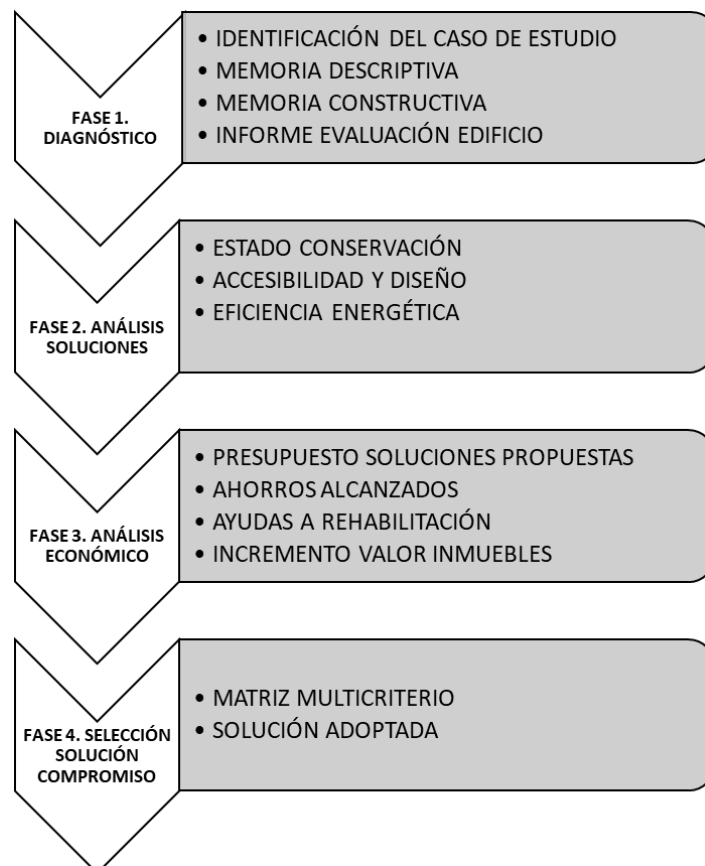 FASE 1.
DIAGNÓSTICO
• IDENTIFICACIÓN DEL CASO DE ESTUDIO
• MEMORIA DESCRIPTIVA
• MEMORIA CONSTRUCTIVA
• INFORME EVALUACIÓN EDIFICIO
FASE 2. ANÁLISIS
SOLUCIONES
• ESTADO CONSERVACIÓN
• ACCESIBILIDAD Y DISEÑO
• EFICIENCIA ENERGÉTICA
FASE 3. ANÁLISIS
ECONÓMICO
• PRESUPUESTO SOLUCIONES PROPUESTAS
• AHORROS ALCANZADOS
• AYUDAS A REHABILITACIÓN
• INCREMENTO VALOR INMUEBLES
FASE 4. SELECCIÓN
SOLUCIÓN
COMPROMISO
• MATRIZ MULTICRITERIO
• SOLUCIÓN ADOPTADA